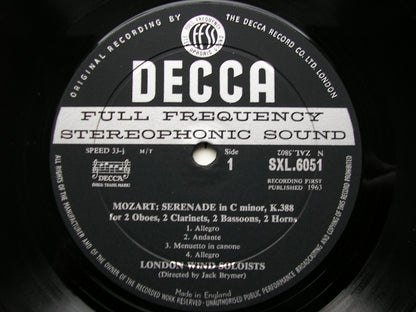 ORIGINAL RECORDING BY THE DECCA RECORD CO. LTD. LONDON
ffss
DECCA
FULL FREQUENCY
STEREOPHONIC SOUND
SPEED 33⅓ M/T Side 1 ZAL.5802 N
SXL.6051
DECCA
(REGD. TRADE MARK)
RECORDING FIRST
PUBLISHED 1963
MOZART: SERENADE in C minor, K.388
for 2 Oboes, 2 Clarinets, 2 Bassoons, 2 Horns
1. Allegro
2. Andante
3. Menuetto in canone
4. Allegro
LONDON WIND SOLOISTS
(Directed by Jack Brymer)
Made in England
ALL RIGHTS OF THE MANUFACTURER AND OF THE OWNER OF THE RECORDED WORK RESERVED · UNAUTHORISED PUBLIC PERFORMANCE BROADCASTING AND COPYING OF THIS RECORD PROHIBITED